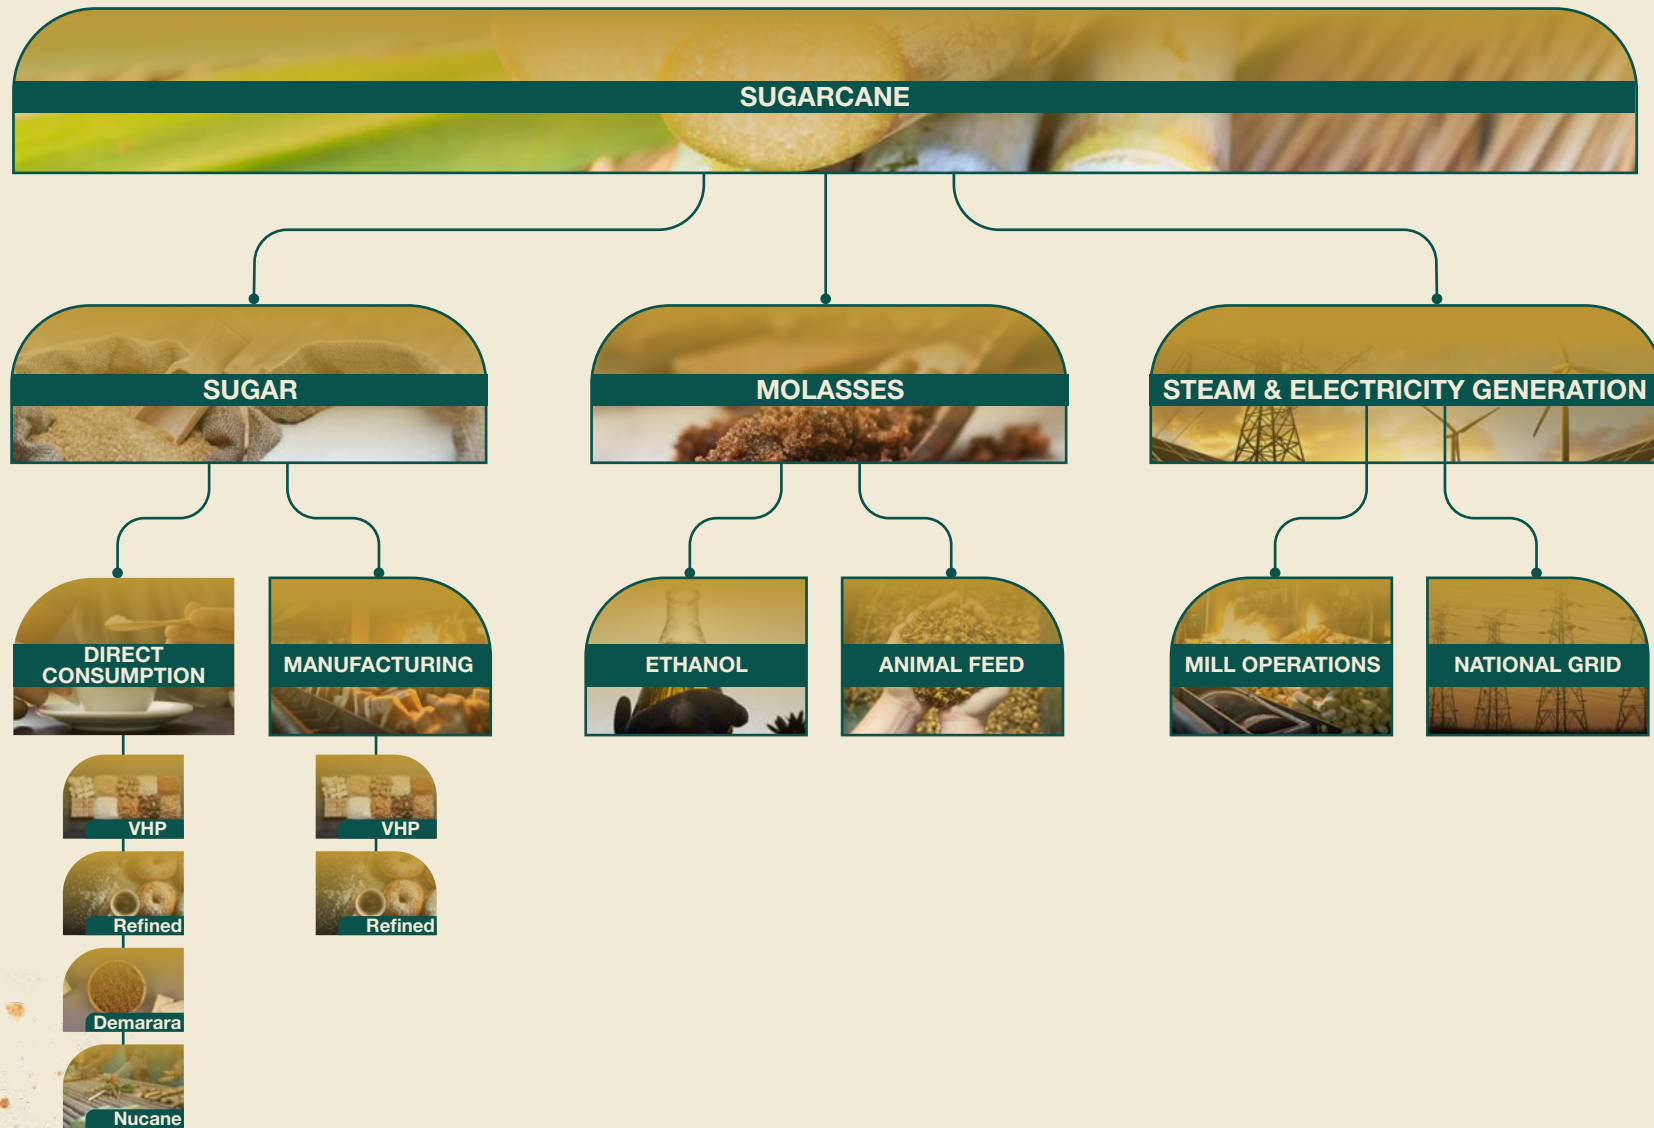 SUGARCANE
SUGAR
MOLASSES
STEAM & ELECTRICITY GENERATION
DIRECT
CONSUMPTION
MANUFACTURING
ETHANOL
ANIMAL FEED
MILL OPERATIONS
NATIONAL GRID
VHP
VHP
Refined
Refined
Demarara
Nucane